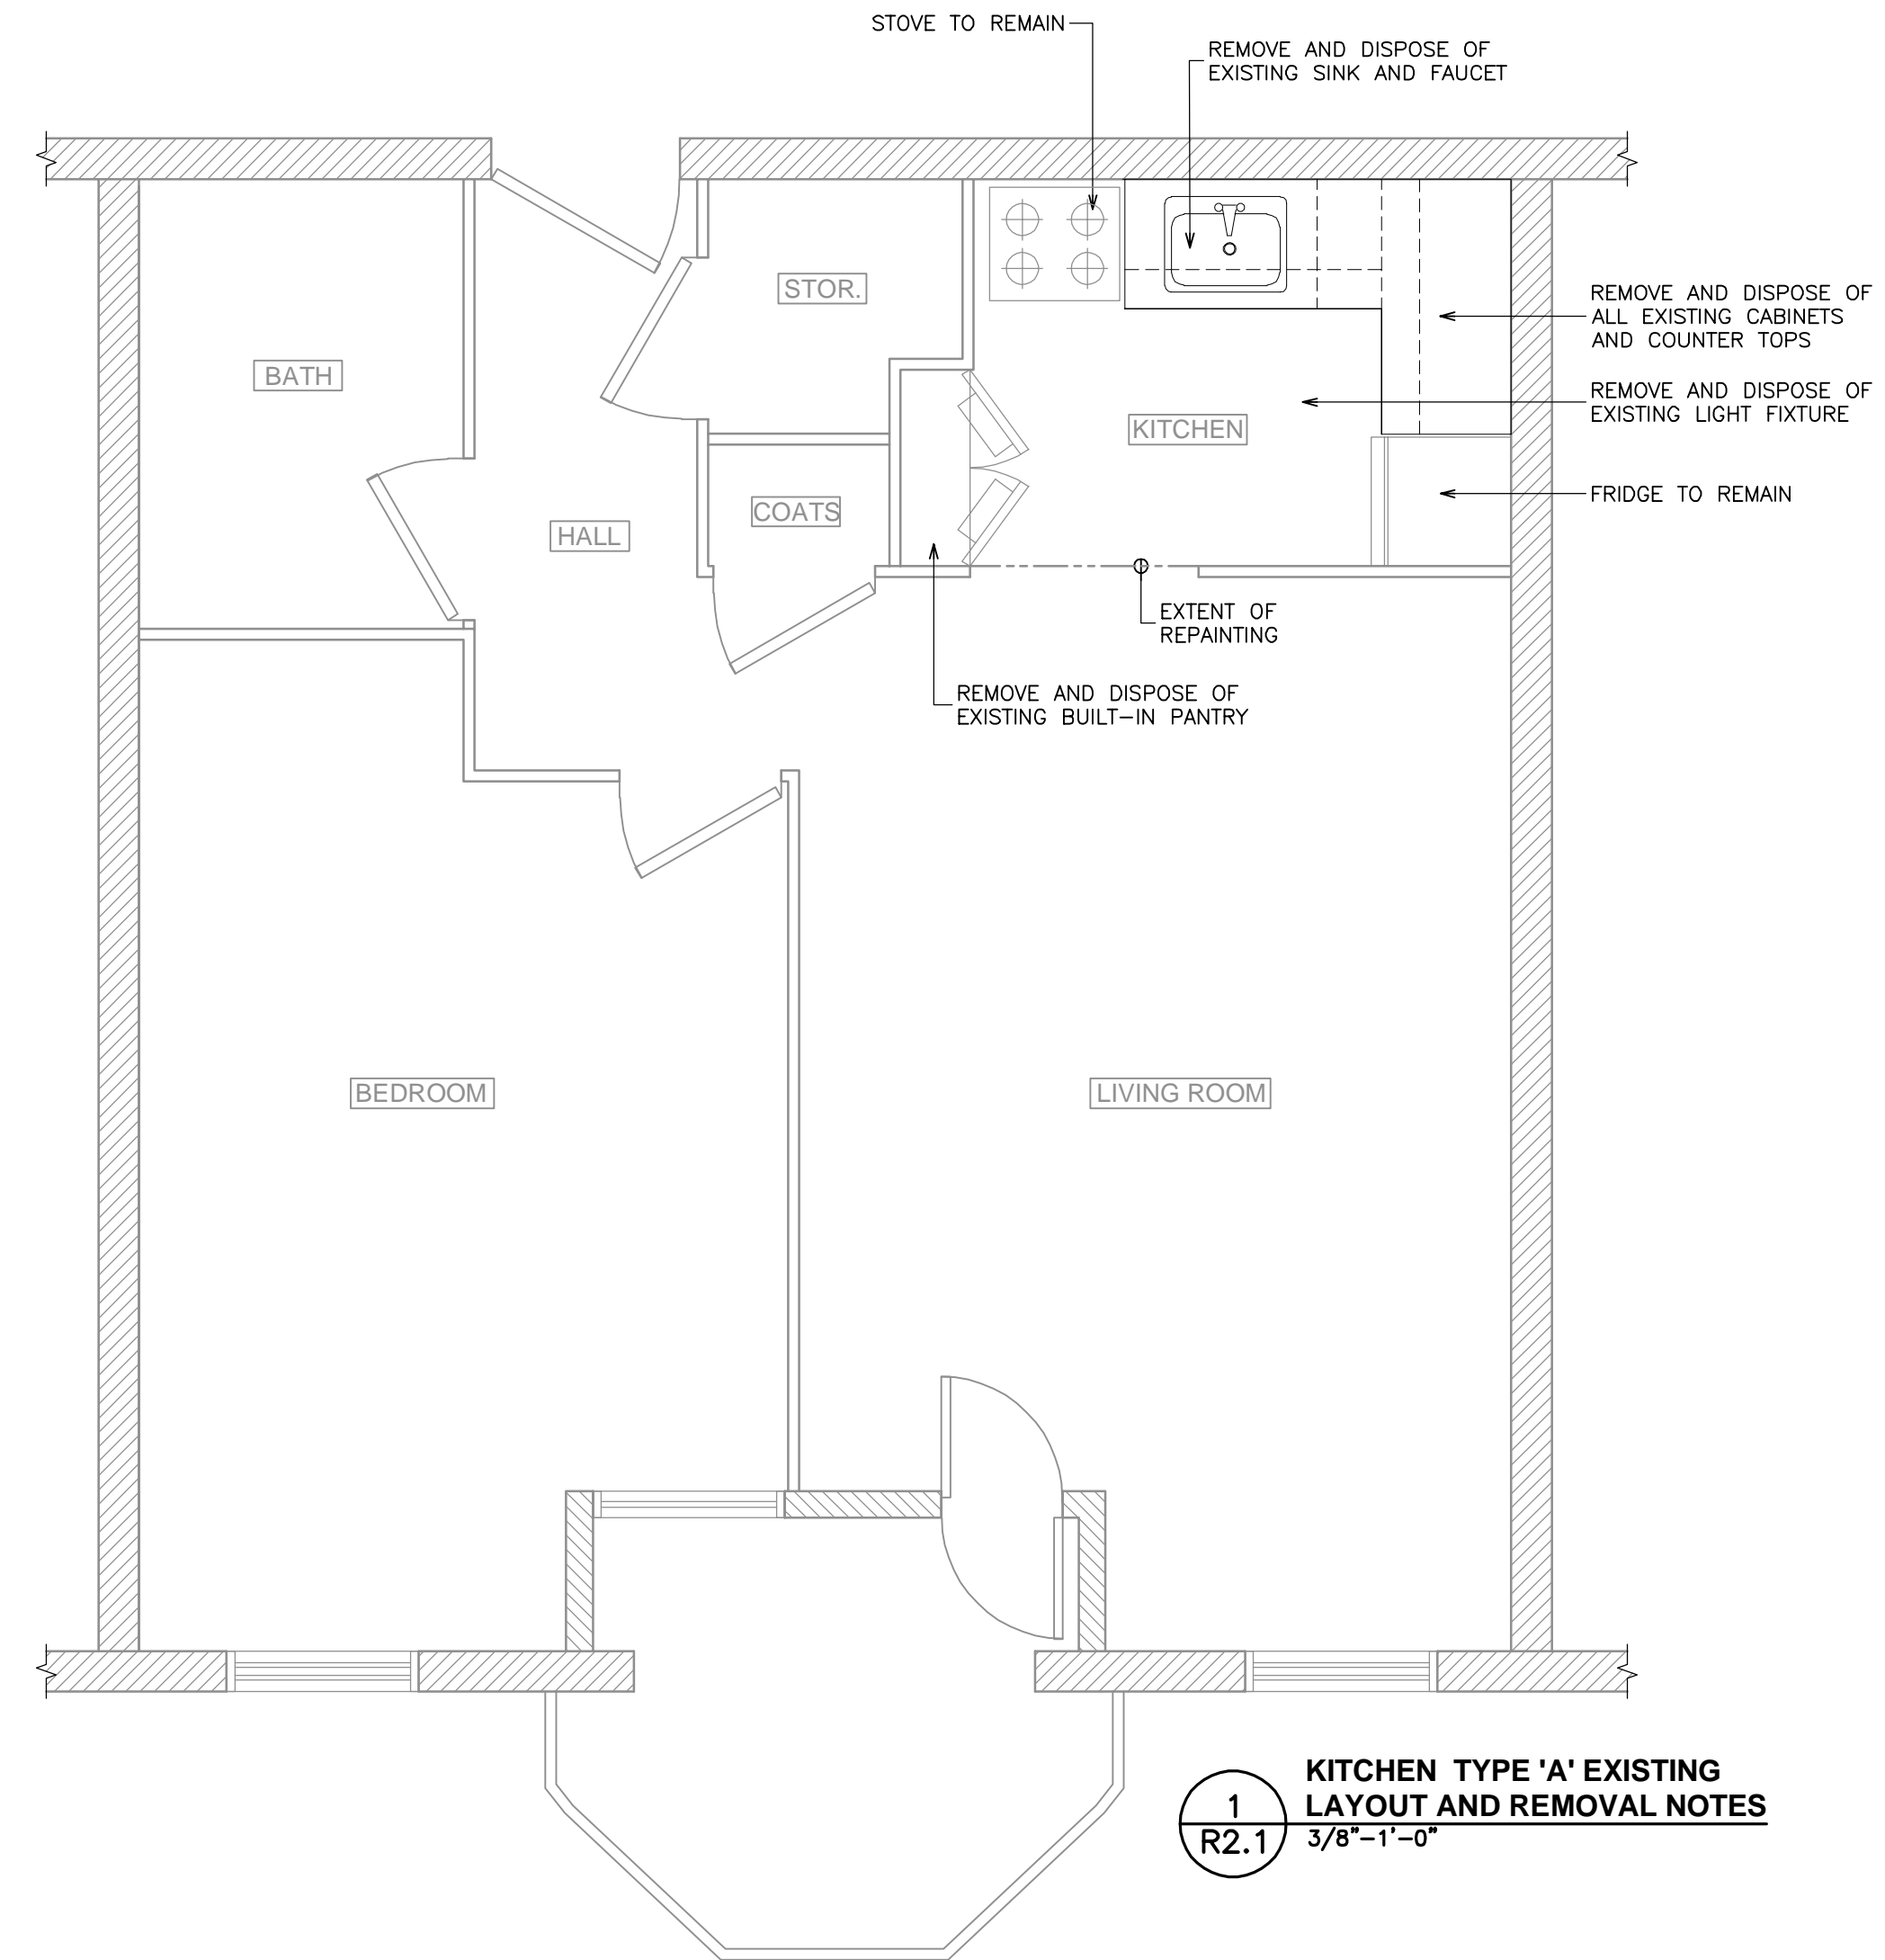 STOVE TO REMAIN
REMOVE AND DISPOSE OF
EXISTING SINK AND FAUCET
STOR.
BATH
REMOVE AND DISPOSE OF
ALL EXISTING CABINETS
AND COUNTER TOPS
REMOVE AND DISPOSE OF
EXISTING LIGHT FIXTURE
KITCHEN
FRIDGE TO REMAIN
COATS
HALL
EXTENT OF
REPAINTING
REMOVE AND DISPOSE OF
EXISTING BUILT-IN PANTRY
BEDROOM
LIVING ROOM
1
R2.1
KITCHEN TYPE 'A' EXISTING
LAYOUT AND REMOVAL NOTES
3/8"-1'-0"